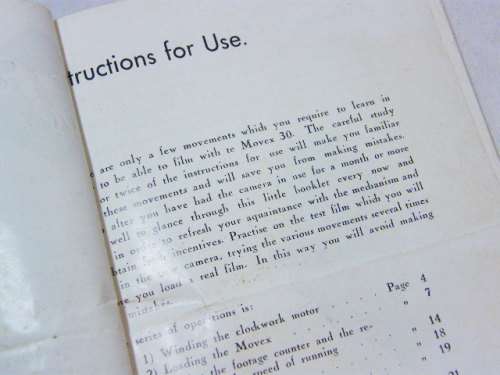 tructions for Use.
e are only a few movements which you require to learn in
to be able to film with te Movex 30. The careful study
or twice of the instructions for use will make you familiar
these movements and will save you from making mistakes.
after you have had the camera in use for a month or more
well to glance through this little booklet every now and
in order to refresh your aquaintance with the mechanism and
btain fresh incentives. Practise on the test film which you will
in the camera, trying the various movements several times
you load a real film. In this way you will avoid making
mistakes.
series of operations is:
1) Winding the clockwork motor . . . . Page 4
2) Loading the Movex . . . . . " 7
the footage counter and the re- " 14
speed of running . . . " 18
" 19
21